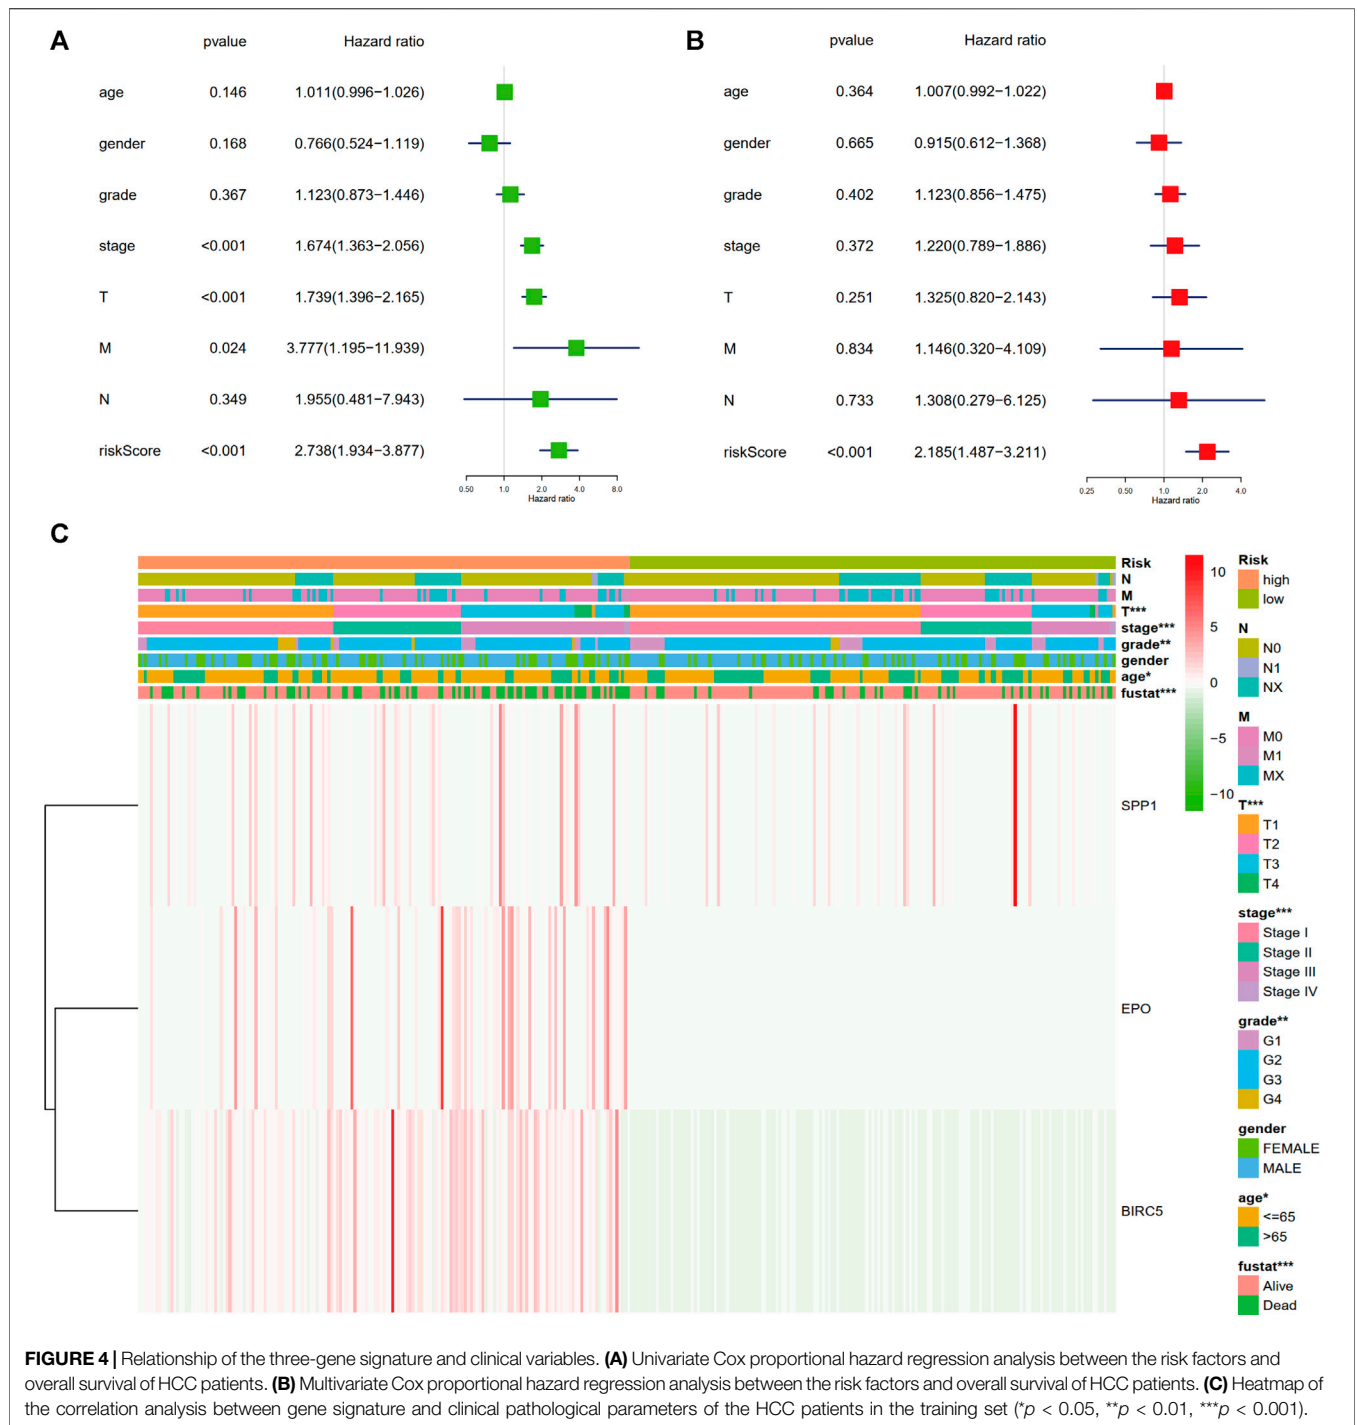 A
pvalue Hazard ratio
age 0.146 1.011(0.996−1.026)
gender 0.168 0.766(0.524−1.119)
grade 0.367 1.123(0.873−1.446)
stage <0.001 1.674(1.363−2.056)
T <0.001 1.739(1.396−2.165)
M 0.024 3.777(1.195−11.939)
N 0.349 1.955(0.481−7.943)
riskScore <0.001 2.738(1.934−3.877)
0.50 1.0 2.0 4.0 8.0
Hazard ratio
B
pvalue Hazard ratio
age 0.364 1.007(0.992−1.022)
gender 0.665 0.915(0.612−1.368)
grade 0.402 1.123(0.856−1.475)
stage 0.372 1.220(0.789−1.886)
T 0.251 1.325(0.820−2.143)
M 0.834 1.146(0.320−4.109)
N 0.733 1.308(0.279−6.125)
riskScore <0.001 2.185(1.487−3.211)
0.25 0.50 1.0 2.0 4.0
Hazard ratio
C
Risk
N
M
T***
stage***
grade**
gender
age*
fustat***
SPP1
EPO
BIRC5
10
5
0
−5
−10
Risk
high
low
N
N0
N1
NX
M
M0
M1
MX
T***
T1
T2
T3
T4
stage***
Stage I
Stage II
Stage III
Stage IV
grade**
G1
G2
G3
G4
gender
FEMALE
MALE
age*
<=65
>65
fustat***
Alive
Dead
FIGURE 4 | Relationship of the three-gene signature and clinical variables. (A) Univariate Cox proportional hazard regression analysis between the risk factors and
overall survival of HCC patients. (B) Multivariate Cox proportional hazard regression analysis between the risk factors and overall survival of HCC patients. (C) Heatmap of
the correlation analysis between gene signature and clinical pathological parameters of the HCC patients in the training set (*p < 0.05, **p < 0.01, ***p < 0.001).